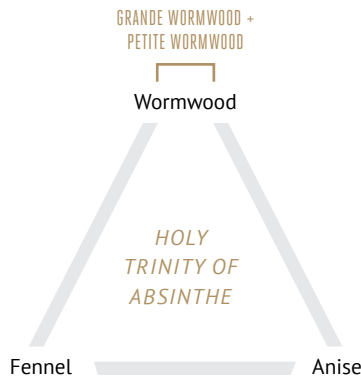 GRANDE WORMWOOD +
PETITE WORMWOOD
Wormwood
HOLY
TRINITY OF
ABSINTHE
Fennel
Anise